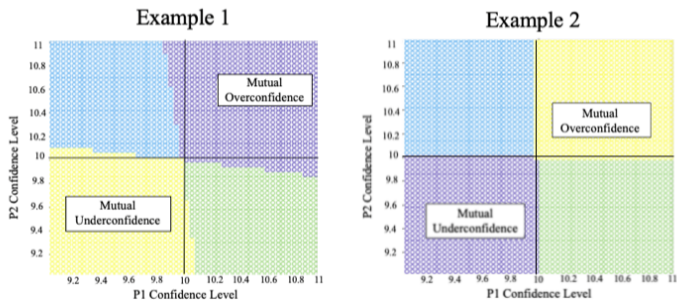 Example 1
P2 Confidence Level
11
10.8
10.6
10.4
10.2
10
9.8
9.6
9.4
9.2
Mutual
Overconfidence
Mutual
Underconfidence
9.2 9.4 9.6 9.8 10 10.2 10.4 10.6 10.8 11
P1 Confidence Level
Example 2
P2 Confidence Level
11
10.8
10.6
10.4
10.2
10
9.8
9.6
9.4
9.2
Mutual
Overconfidence
Mutual
Underconfidence
9.2 9.4 9.6 9.8 10 10.2 10.4 10.6 10.8 11
P1 Confidence Level